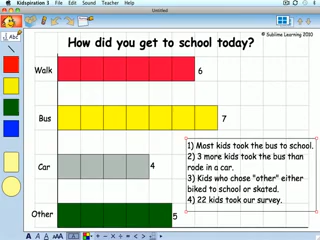 Kidspiration 3 File Edit Sound Teacher Help
Untitled
© Sublime Learning 2010
How did you get to school today?
Walk
6
Bus
7
Car
4
Other
5
1) Most kids took the bus to school.
2) 3 more kids took the bus than
rode in a car.
3) Kids who chose "other" either
biked to school or skated.
4) 22 kids took our survey.